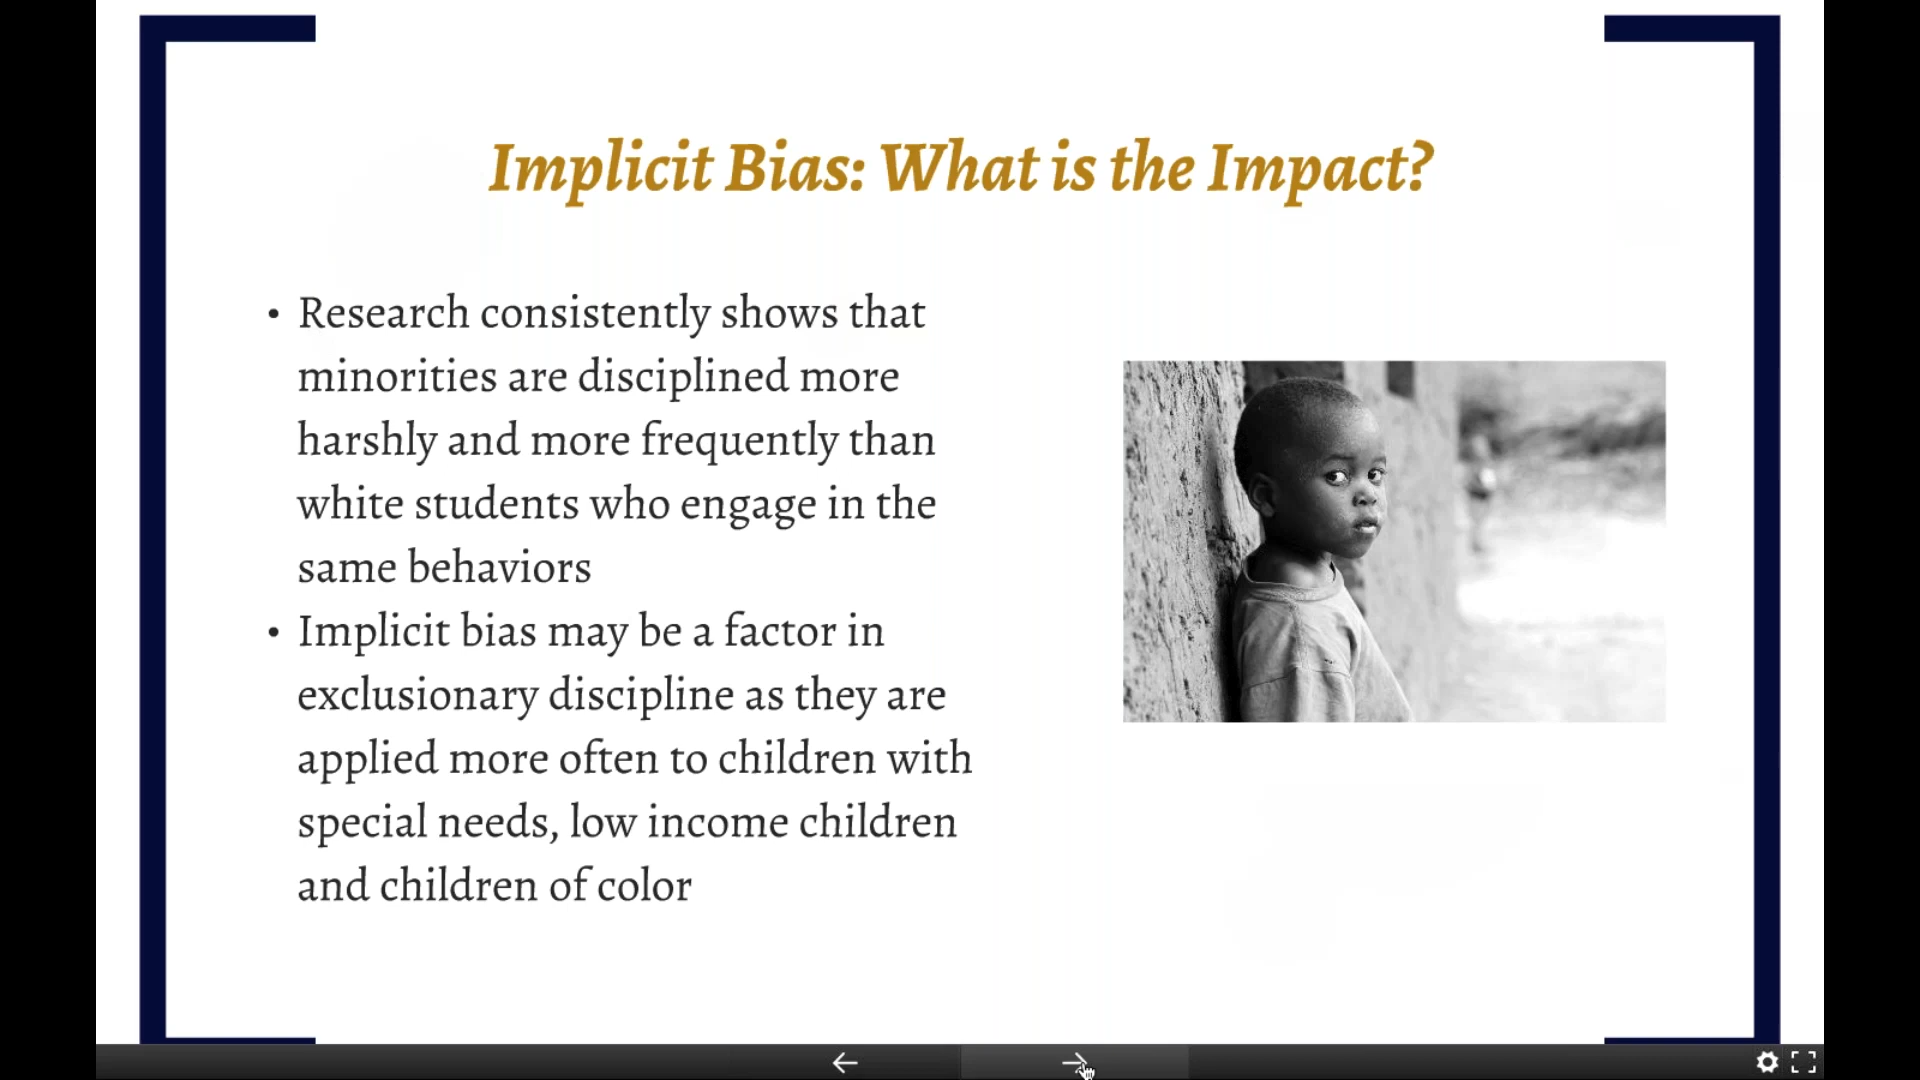 Implicit Bias: What is the Impact?
• Research consistently shows that
minorities are disciplined more
harshly and more frequently than
white students who engage in the
same behaviors
• Implicit bias may be a factor in
exclusionary discipline as they are
applied more often to children with
special needs, low income children
and children of color